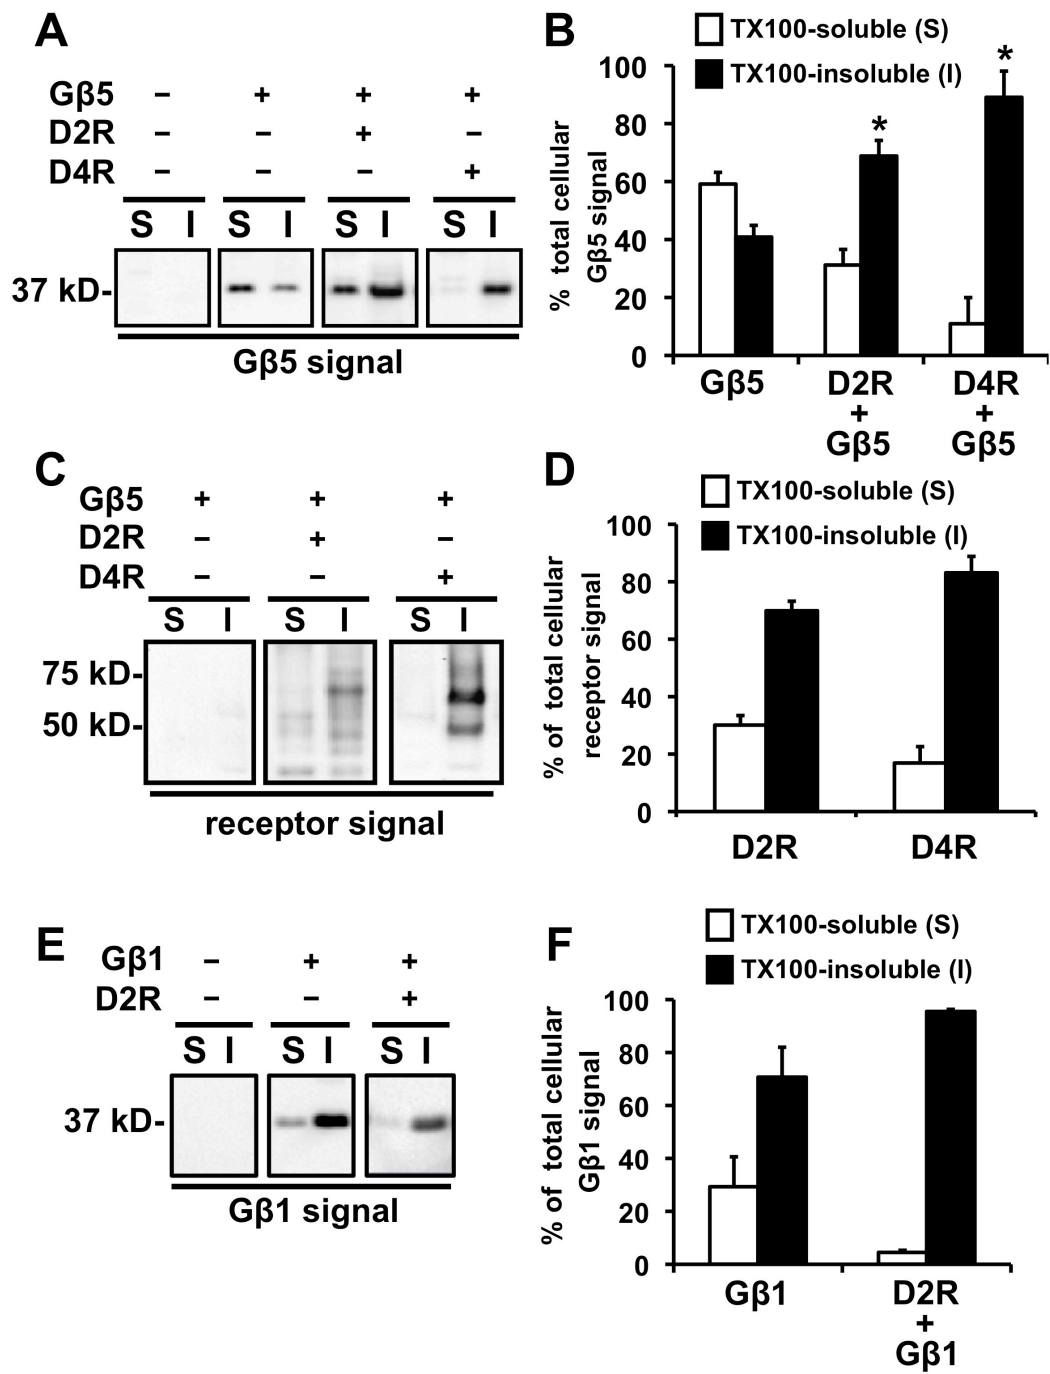 A
Gβ5 – + + +
D2R – – + –
D4R – – – +
S I S I S I S I
37 kD-
Gβ5 signal
B
TX100-soluble (S)
TX100-insoluble (I)
% total cellular
Gβ5 signal
100
80
60
40
20
0
*
*
Gβ5
D2R
+
Gβ5
D4R
+
Gβ5
C
Gβ5 + + +
D2R – + –
D4R – – +
S I S I S I
75 kD-
50 kD-
receptor signal
D
TX100-soluble (S)
TX100-insoluble (I)
% of total cellular
receptor signal
100
80
60
40
20
0
D2R
D4R
E
Gβ1 – + +
D2R – – +
S I S I S I
37 kD-
Gβ1 signal
F
TX100-soluble (S)
TX100-insoluble (I)
% of total cellular
Gβ1 signal
100
80
60
40
20
0
Gβ1
D2R
+
Gβ1